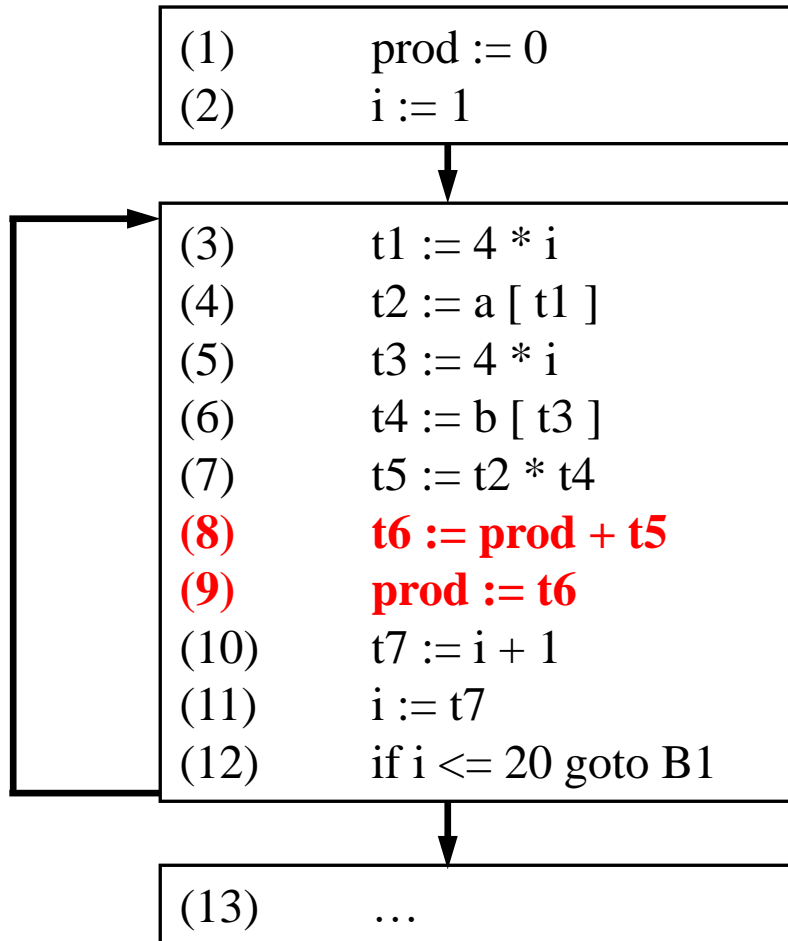 (1) prod := 0
(2) i := 1
(3) t1 := 4 * i
(4) t2 := a [ t1 ]
(5) t3 := 4 * i
(6) t4 := b [ t3 ]
(7) t5 := t2 * t4
(8) t6 := prod + t5
(9) prod := t6
(10) t7 := i + 1
(11) i := t7
(12) if i <= 20 goto B1
(13) …